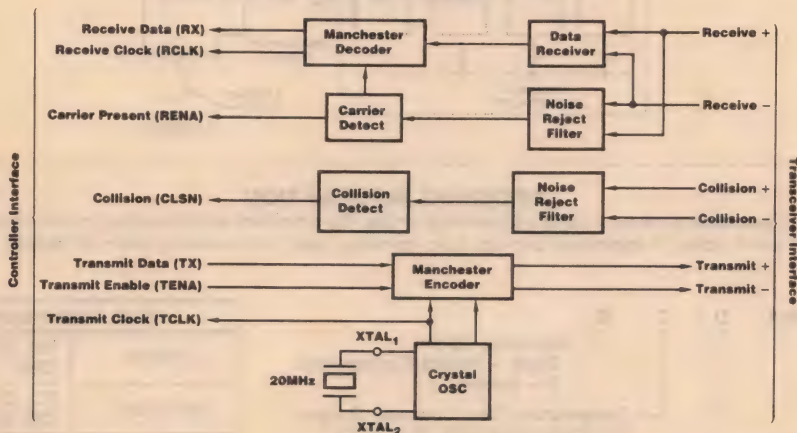 Controller Interface
Receive Data (RX)
Receive Clock (RCLK)
Manchester
Decoder
Data
Receiver
Receive +
Carrier Present (RENA)
Carrier
Detect
Noise
Reject
Filter
Receive –
Collision (CLSN)
Collision
Detect
Noise
Reject
Filter
Collision +
Collision –
Transmit Data (TX)
Transmit Enable (TENA)
Manchester
Encoder
Transmit +
Transmit –
Transmit Clock (TCLK)
XTAL₁
20MHz
Crystal
OSC
XTAL₂
Transceiver Interface